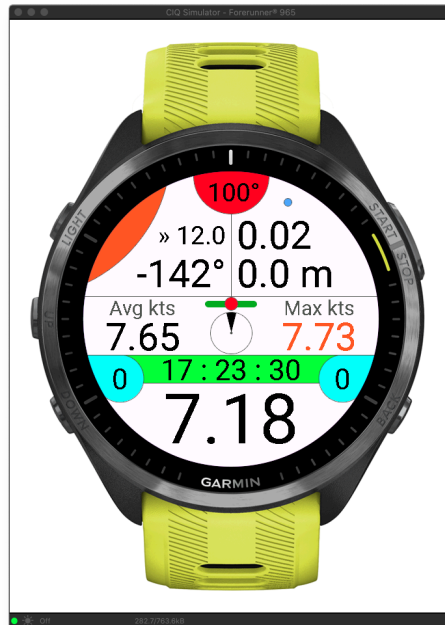 CIQ Simulator - Forerunner® 965
100°
LIGHT
START
STOP
» 12.0 0.02
-142° 0.0 m
UP
Avg kts Max kts
7.65 7.73
0 17 : 23 : 30 0
DOWN
BACK
7.18
GARMIN
Off 282.7/763.6kB